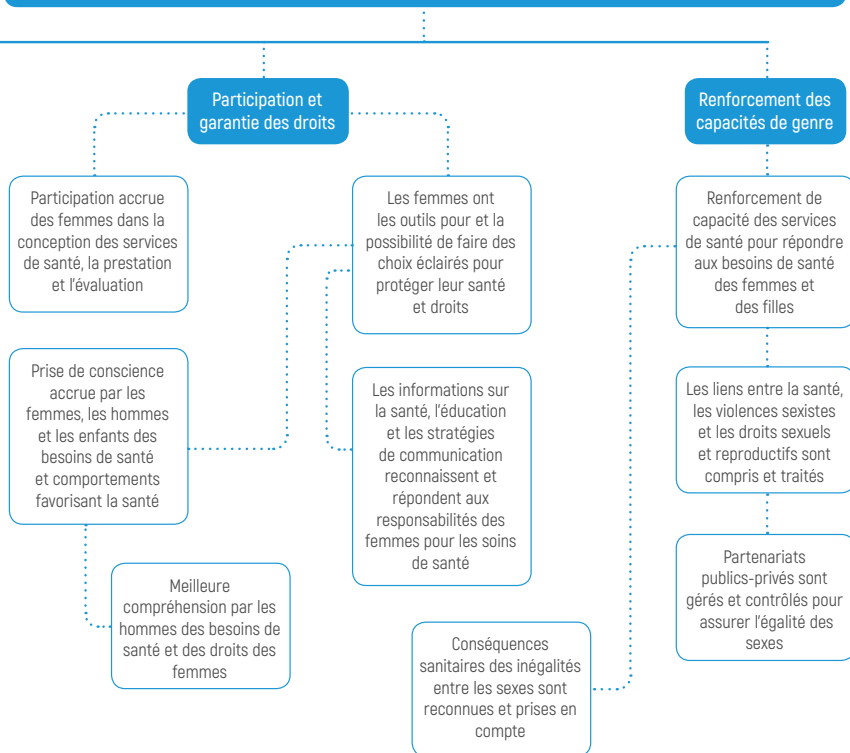 Participation et
garantie des droits
Renforcement des
capacités de genre
Participation accrue
des femmes dans la
conception des services
de santé, la prestation
et l'évaluation
Les femmes ont
les outils pour et la
possibilité de faire des
choix éclairés pour
protéger leur santé
et droits
Renforcement de
capacité des services
de santé pour répondre
aux besoins de santé
des femmes et
des filles
Prise de conscience
accrue par les
femmes, les hommes
et les enfants des
besoins de santé
et comportements
favorisant la santé
Les informations sur
la santé, l'éducation
et les stratégies
de communication
reconnaissent et
répondent aux
responsabilités des
femmes pour les soins
de santé
Les liens entre la santé,
les violences sexistes
et les droits sexuels
et reproductifs sont
compris et traités
Meilleure
compréhension par les
hommes des besoins de
santé et des droits des
femmes
Conséquences
sanitaires des inégalités
entre les sexes sont
reconnues et prises en
compte
Partenariats
publics-privés sont
gérés et contrôlés pour
assurer l'égalité des
sexes